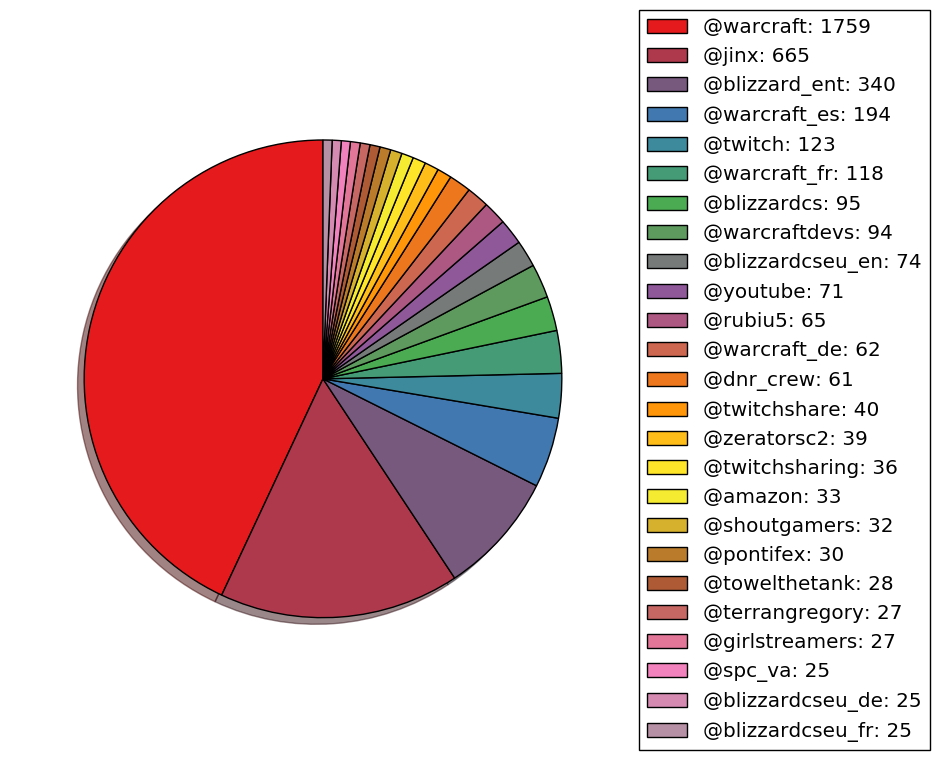 @warcraft: 1759
@jinx: 665
@blizzard_ent: 340
@warcraft_es: 194
@twitch: 123
@warcraft_fr: 118
@blizzardcs: 95
@warcraftdevs: 94
@blizzardcseu_en: 74
@youtube: 71
@rubiu5: 65
@warcraft_de: 62
@dnr_crew: 61
@twitchshare: 40
@zeratorsc2: 39
@twitchsharing: 36
@amazon: 33
@shoutgamers: 32
@pontifex: 30
@towelthetank: 28
@terrangregory: 27
@girlstreamers: 27
@spc_va: 25
@blizzardcseu_de: 25
@blizzardcseu_fr: 25